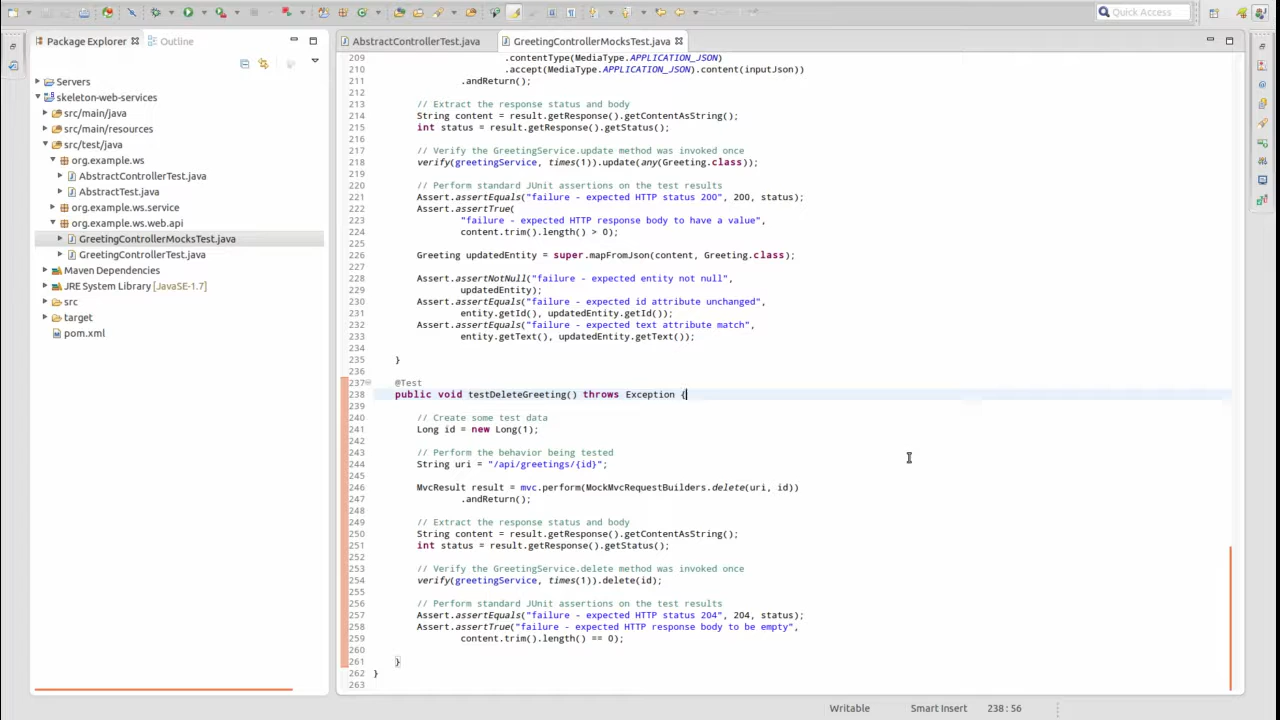 Quick Access
Package Explorer
Outline
Servers
skeleton-web-services
src/main/java
src/main/resources
src/test/java
org.example.ws
AbstractControllerTest.java
AbstractTest.java
org.example.ws.service
org.example.ws.web.api
GreetingControllerMocksTest.java
GreetingControllerTest.java
Maven Dependencies
JRE System Library [JavaSE-1.7]
src
target
pom.xml
AbstractControllerTest.java
GreetingControllerMocksTest.java
209 .contentType(MediaType.APPLICATION_JSON)
210 .accept(MediaType.APPLICATION_JSON).content(inputJson))
211 .andReturn();
212
213 // Extract the response status and body
214 String content = result.getResponse().getContentAsString();
215 int status = result.getResponse().getStatus();
216
217 // Verify the GreetingService.update method was invoked once
218 verify(greetingService, times(1)).update(any(Greeting.class));
219
220 // Perform standard JUnit assertions on the test results
221 Assert.assertEquals("failure - expected HTTP status 200", 200, status);
222 Assert.assertTrue(
223 "failure - expected HTTP response body to have a value",
224 content.trim().length() > 0);
225
226 Greeting updatedEntity = super.mapFromJson(content, Greeting.class);
227
228 Assert.assertNotNull("failure - expected entity not null",
229 updatedEntity);
230 Assert.assertEquals("failure - expected id attribute unchanged",
231 entity.getId(), updatedEntity.getId());
232 Assert.assertEquals("failure - expected text attribute match",
233 entity.getText(), updatedEntity.getText());
234
235 }
236
237 @Test
238 public void testDeleteGreeting() throws Exception {
239
240 // Create some test data
241 Long id = new Long(1);
242
243 // Perform the behavior being tested
244 String uri = "/api/greetings/{id}";
245
246 MvcResult result = mvc.perform(MockMvcRequestBuilders.delete(uri, id))
247 .andReturn();
248
249 // Extract the response status and body
250 String content = result.getResponse().getContentAsString();
251 int status = result.getResponse().getStatus();
252
253 // Verify the GreetingService.delete method was invoked once
254 verify(greetingService, times(1)).delete(id);
255
256 // Perform standard JUnit assertions on the test results
257 Assert.assertEquals("failure - expected HTTP status 204", 204, status);
258 Assert.assertTrue("failure - expected HTTP response body to be empty",
259 content.trim().length() == 0);
260
261 }
262 }
263
Writable
Smart Insert
238 : 56